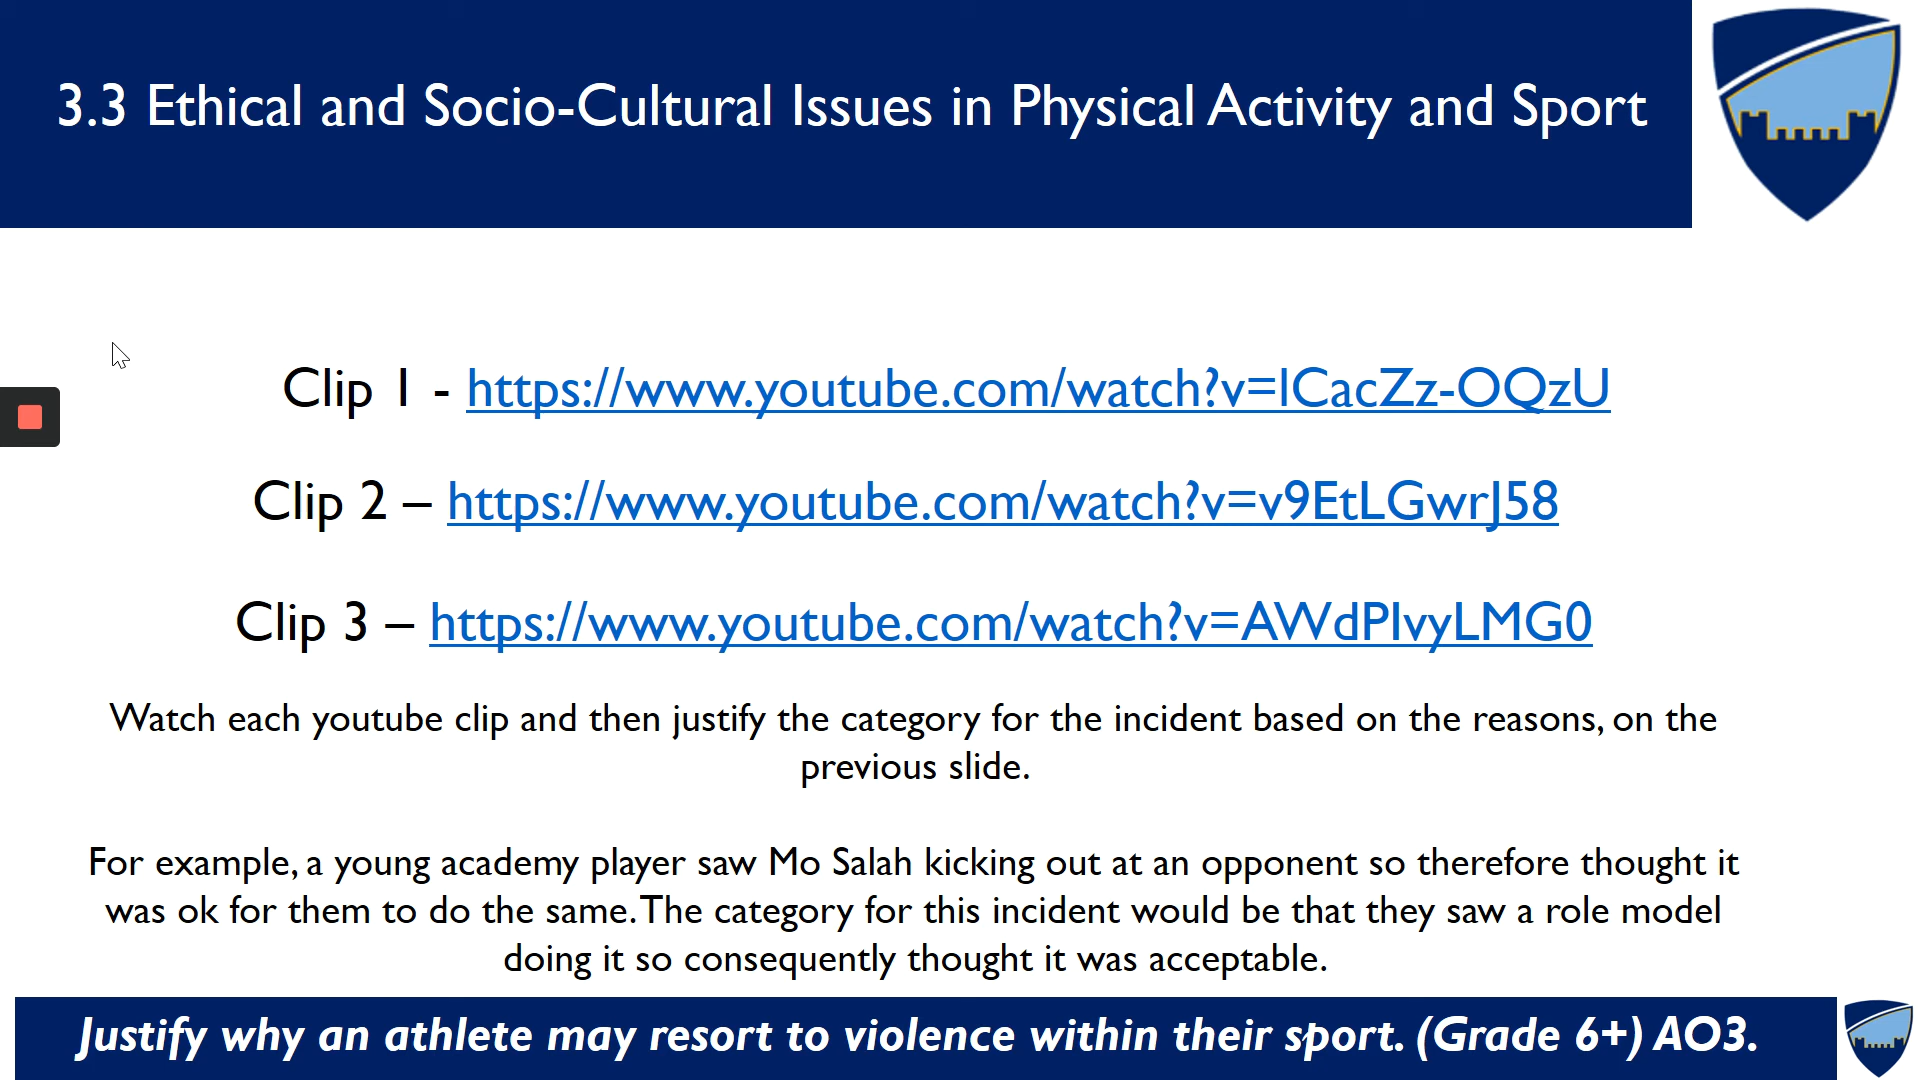 3.3 Ethical and Socio-Cultural Issues in Physical Activity and Sport
Clip 1 - https://www.youtube.com/watch?v=lCacZz-OQzU
Clip 2 – https://www.youtube.com/watch?v=v9EtLGwrJ58
Clip 3 – https://www.youtube.com/watch?v=AWdPIvyLMG0
Watch each youtube clip and then justify the category for the incident based on the reasons, on the
previous slide.
For example, a young academy player saw Mo Salah kicking out at an opponent so therefore thought it
was ok for them to do the same. The category for this incident would be that they saw a role model
doing it so consequently thought it was acceptable.
Justify why an athlete may resort to violence within their sport. (Grade 6+) AO3.